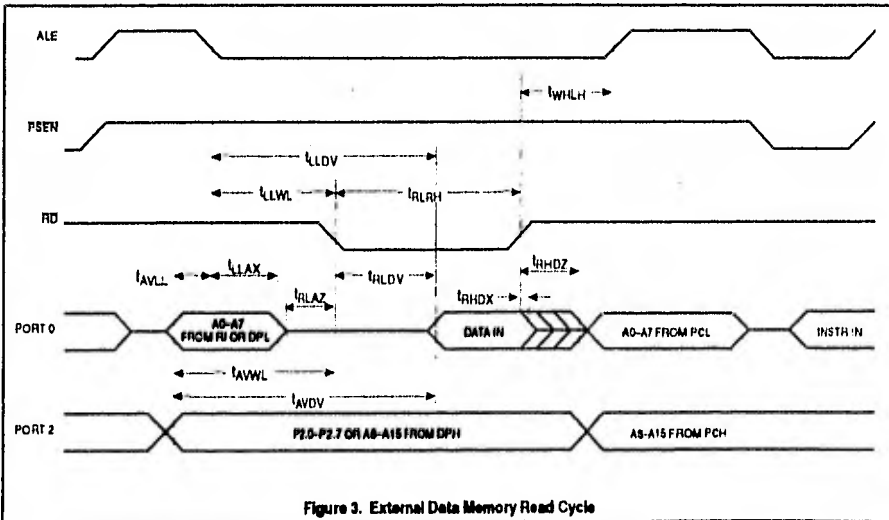 ALE
tWHLH
PSEN
tLLDV
tLLWL
tRLRH
RD
tAVLL
tLLAX
tRLAZ
tRLDV
tRHDZ
tRHDX
PORT 0
A0–A7
FROM RI OR DPL
DATA IN
A0–A7 FROM PCL
INSTR IN
tAVWL
tAVDV
PORT 2
P2.0–P2.7 OR A8–A15 FROM DPH
A8–A15 FROM PCH
Figure 3. External Data Memory Read Cycle